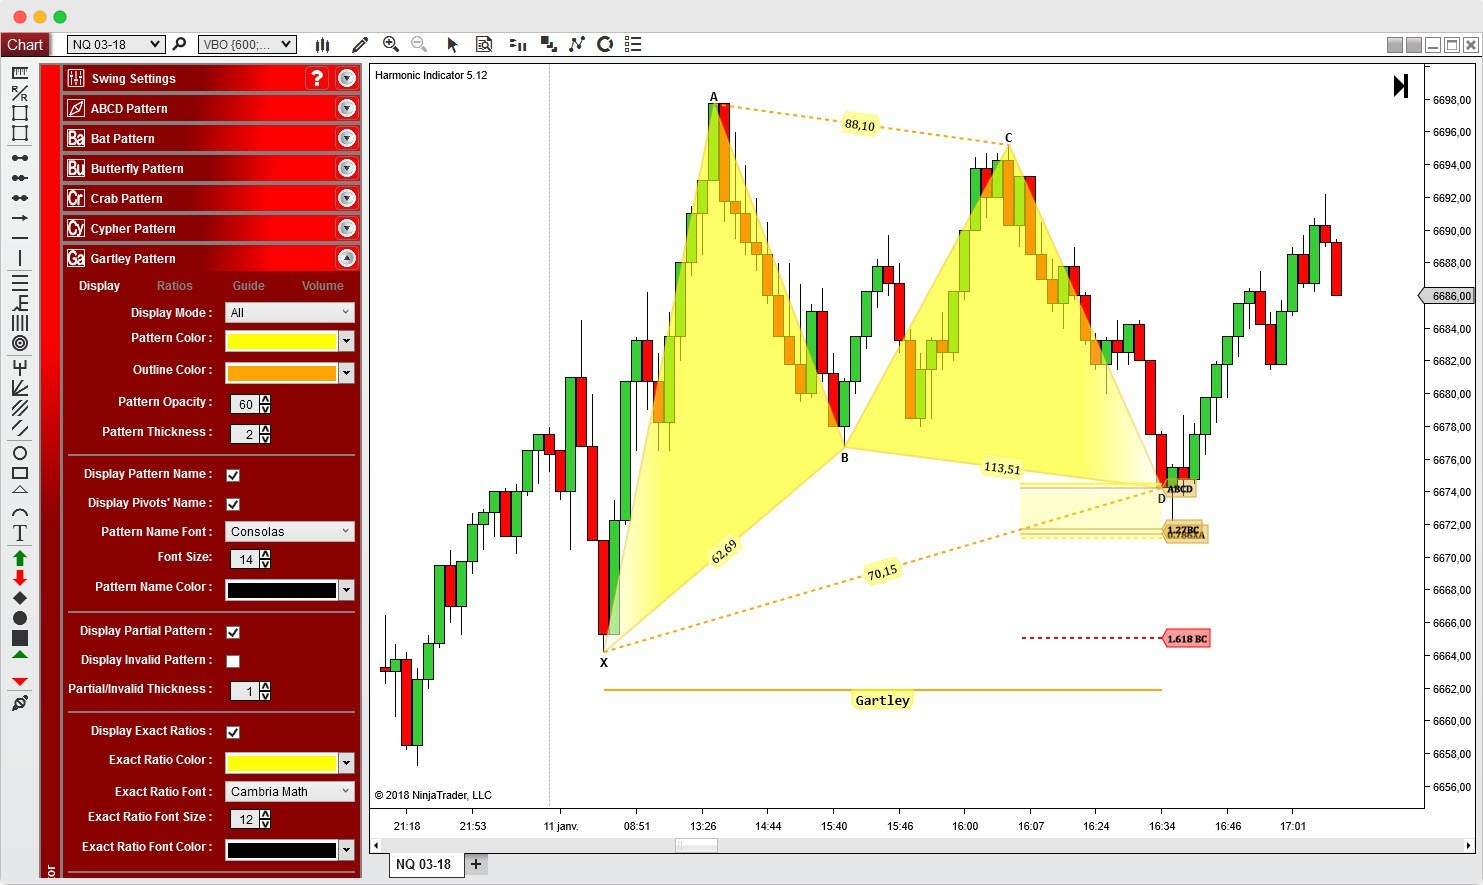 Chart
NQ 03-18
VBO {600;...
Swing Settings
?
ABCD Pattern
Ba Bat Pattern
Bu Butterfly Pattern
Cr Crab Pattern
Cy Cypher Pattern
Ga Gartley Pattern
Display Ratios Guide Volume
Display Mode : All
Pattern Color :
Outline Color :
Pattern Opacity : 60
Pattern Thickness : 2
Display Pattern Name :
Display Pivots' Name :
Pattern Name Font : Consolas
Font Size: 14
Pattern Name Color :
Display Partial Pattern :
Display Invalid Pattern :
Partial/Invalid Thickness : 1
Display Exact Ratios :
Exact Ratio Color :
Exact Ratio Font : Cambria Math
Exact Ratio Font Size : 12
Exact Ratio Font Color :
R/R
T
Harmonic Indicator 5.12
A
88,10
C
B
113,51
ABCD
D
1.27BC
0.786XA
62,69
70,15
1.618 BC
X
Gartley
© 2018 NinjaTrader, LLC
6698,00
6696,00
6694,00
6692,00
6690,00
6688,00
6686,00
6684,00
6682,00
6680,00
6678,00
6676,00
6674,00
6672,00
6670,00
6668,00
6666,00
6664,00
6662,00
6660,00
6658,00
6656,00
21:18 21:53 11 janv. 08:51 13:26 14:44 15:40 15:46 16:00 16:07 16:24 16:34 16:46 17:01
NQ 03-18 +